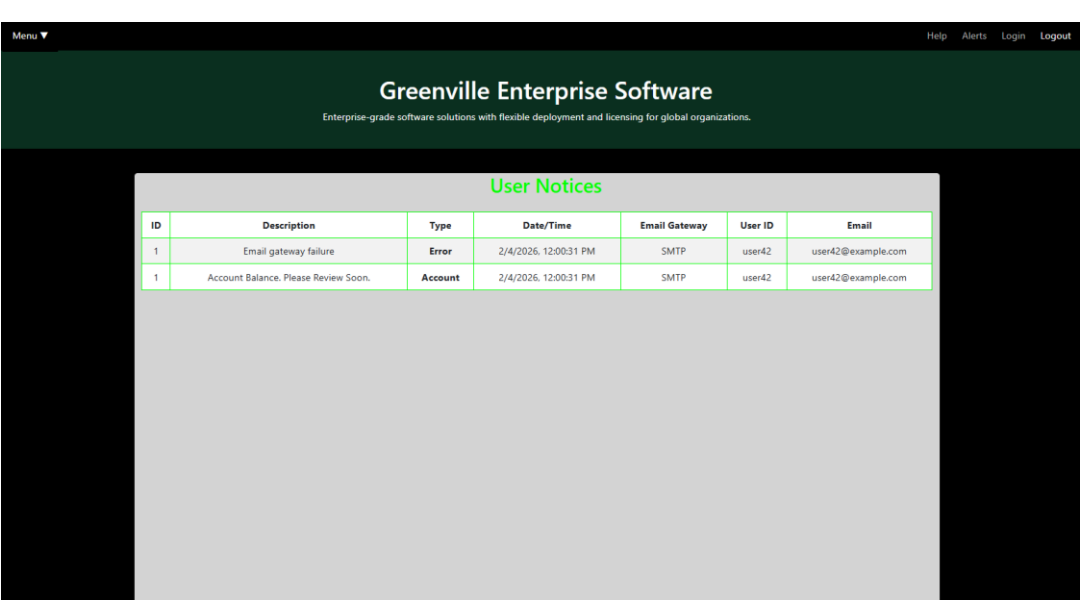 Menu ▼ Help Alerts Login Logout
Greenville Enterprise Software
Enterprise-grade software solutions with flexible deployment and licensing for global organizations.
User Notices
ID Description Type Date/Time Email Gateway User ID Email
1 Email gateway failure Error 2/4/2026, 12:00:31 PM SMTP user42 user42@example.com
1 Account Balance. Please Review Soon. Account 2/4/2026, 12:00:31 PM SMTP user42 user42@example.com